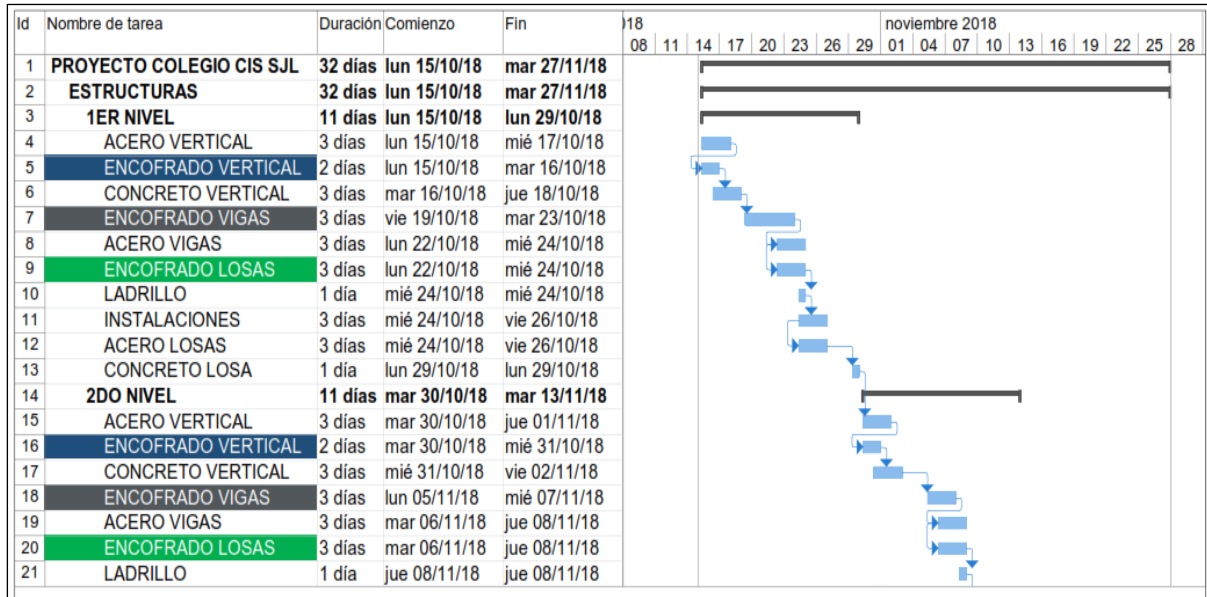 Id Nombre de tarea Duración Comienzo Fin 018 noviembre 2018
08 11 14 17 20 23 26 29 01 04 07 10 13 16 19 22 25 28
1 PROYECTO COLEGIO CIS SJL 32 días lun 15/10/18 mar 27/11/18
2 ESTRUCTURAS 32 días lun 15/10/18 mar 27/11/18
3 1ER NIVEL 11 días lun 15/10/18 lun 29/10/18
4 ACERO VERTICAL 3 días lun 15/10/18 mié 17/10/18
5 ENCOFRADO VERTICAL 2 días lun 15/10/18 mar 16/10/18
6 CONCRETO VERTICAL 3 días mar 16/10/18 jue 18/10/18
7 ENCOFRADO VIGAS 3 días vie 19/10/18 mar 23/10/18
8 ACERO VIGAS 3 días lun 22/10/18 mié 24/10/18
9 ENCOFRADO LOSAS 3 días lun 22/10/18 mié 24/10/18
10 LADRILLO 1 día mié 24/10/18 mié 24/10/18
11 INSTALACIONES 3 días mié 24/10/18 vie 26/10/18
12 ACERO LOSAS 3 días mié 24/10/18 vie 26/10/18
13 CONCRETO LOSA 1 día lun 29/10/18 lun 29/10/18
14 2DO NIVEL 11 días mar 30/10/18 mar 13/11/18
15 ACERO VERTICAL 3 días mar 30/10/18 jue 01/11/18
16 ENCOFRADO VERTICAL 2 días mar 30/10/18 mié 31/10/18
17 CONCRETO VERTICAL 3 días mié 31/10/18 vie 02/11/18
18 ENCOFRADO VIGAS 3 días lun 05/11/18 mié 07/11/18
19 ACERO VIGAS 3 días mar 06/11/18 jue 08/11/18
20 ENCOFRADO LOSAS 3 días mar 06/11/18 jue 08/11/18
21 LADRILLO 1 día jue 08/11/18 jue 08/11/18